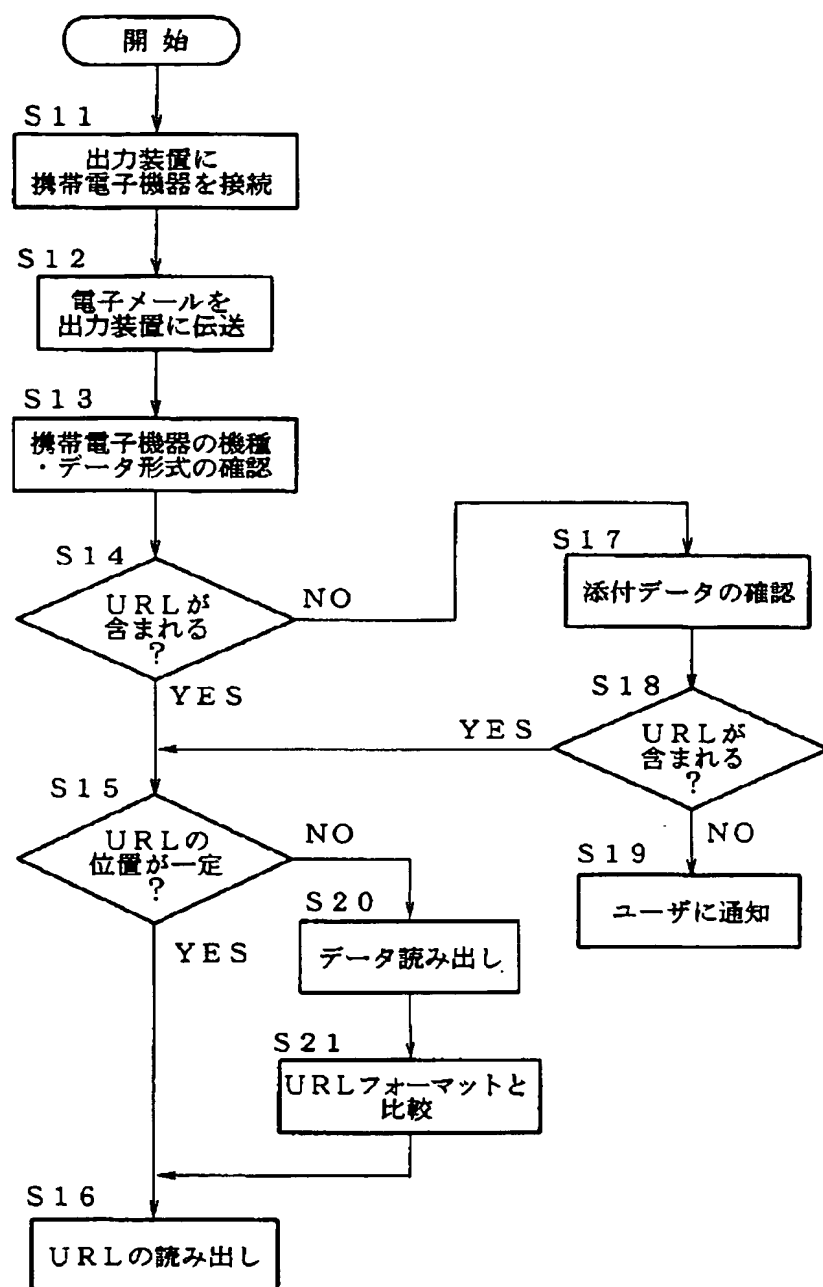 開始
S11
出力装置に
携帯電子機器を接続
S12
電子メールを
出力装置に伝送
S13
携帯電子機器の機種
・データ形式の確認
S14
URLが
含まれる
?
NO
YES
S17
添付データの確認
S18
URLが
含まれる
?
YES
NO
S19
ユーザに通知
S15
URLの
位置が一定
?
NO
YES
S20
データ読み出し
S21
URLフォーマットと
比較
S16
URLの読み出し